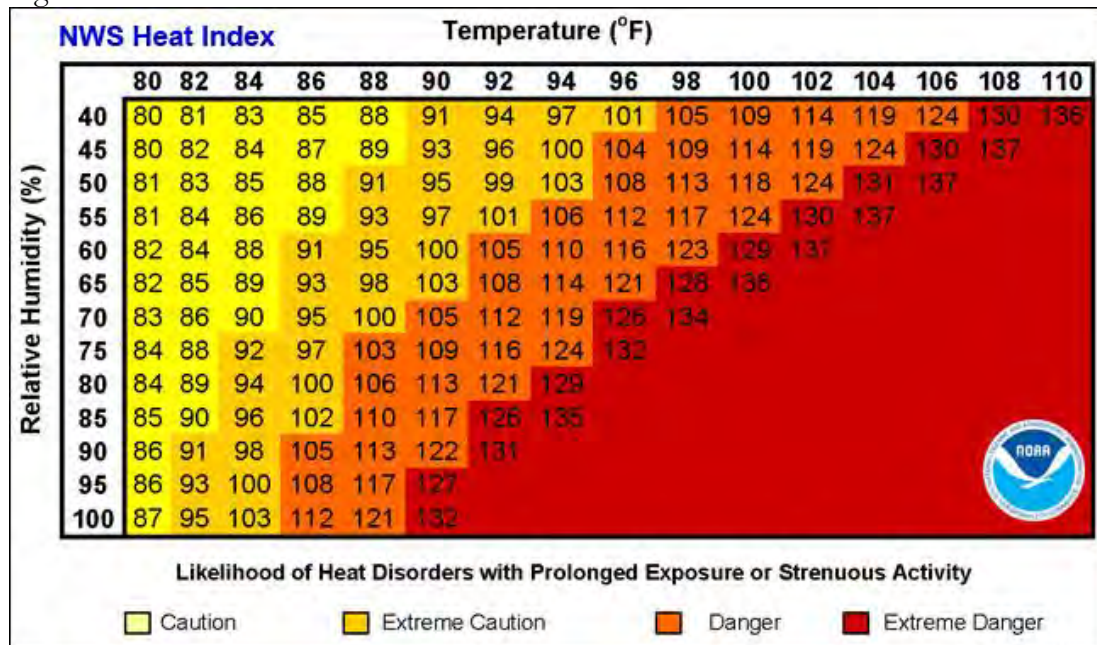 NWS Heat Index Temperature (°F)
80 82 84 86 88 90 92 94 96 98 100 102 104 106 108 110
40 80 81 83 85 88 91 94 97 101 105 109 114 119 124 130 136
45 80 82 84 87 89 93 96 100 104 109 114 119 124 130 137
50 81 83 85 88 91 95 99 103 108 113 118 124 131 137
55 81 84 86 89 93 97 101 106 112 117 124 130 137
60 82 84 88 91 95 100 105 110 116 123 129 137
65 82 85 89 93 98 103 108 114 121 128 136
70 83 86 90 95 100 105 112 119 126 134
75 84 88 92 97 103 109 116 124 132
80 84 89 94 100 106 113 121 129
85 85 90 96 102 110 117 126 135
90 86 91 98 105 113 122 131
95 86 93 100 108 117 127
100 87 95 103 112 121 132
Relative Humidity (%)
NOAA
Likelihood of Heat Disorders with Prolonged Exposure or Strenuous Activity
Caution Extreme Caution Danger Extreme Danger